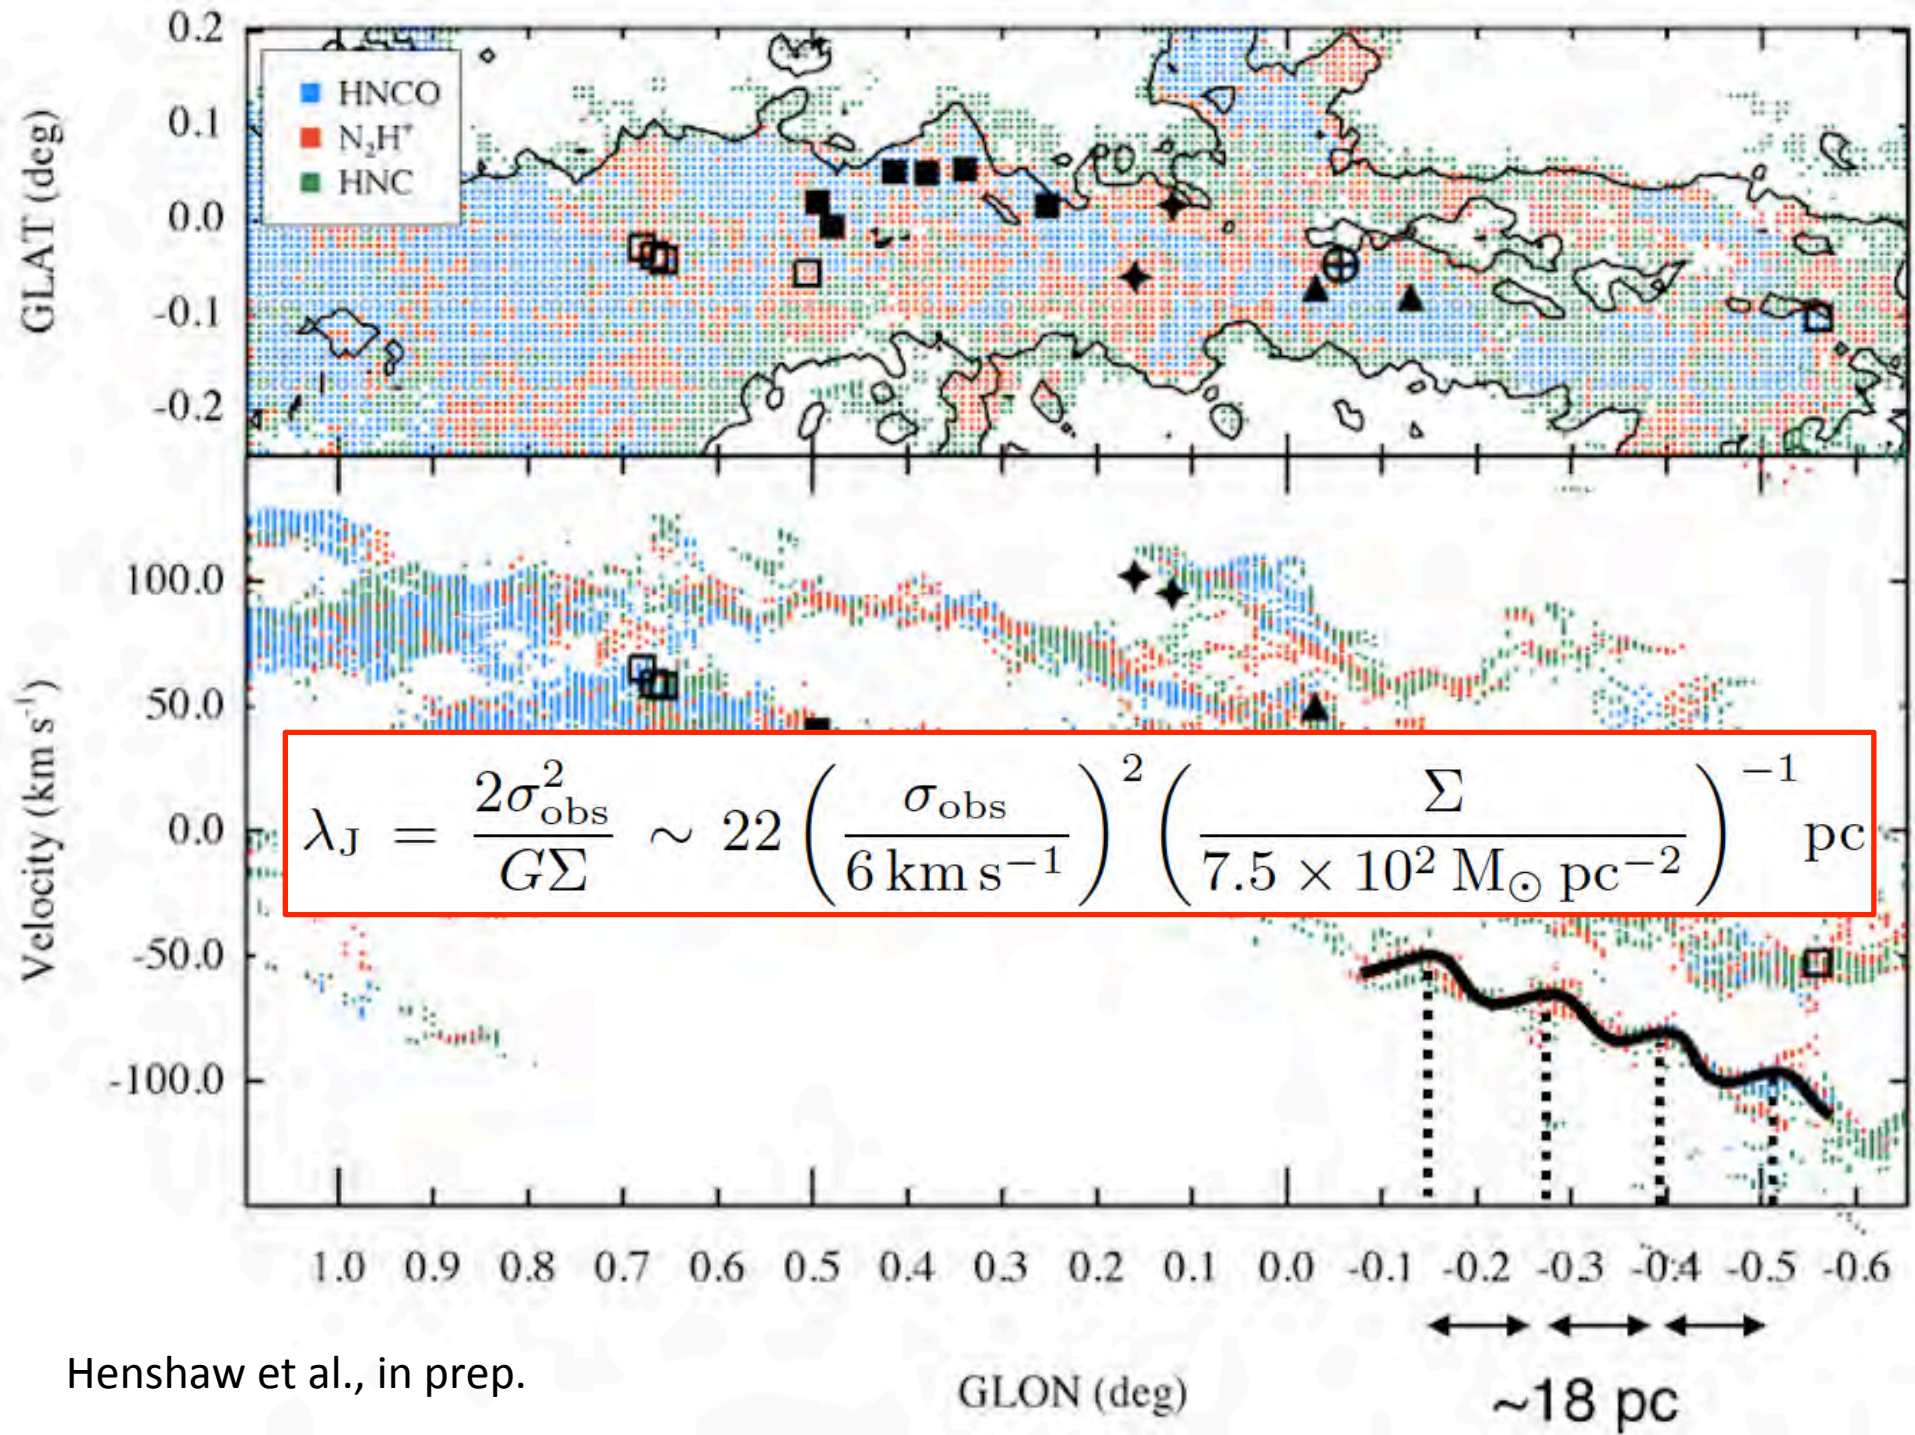 0.2
0.1
0.0
-0.1
-0.2
GLAT (deg)
HNCO
N₂H⁺
HNC
100.0
50.0
0.0
-50.0
-100.0
Velocity (km s⁻¹)
λ_J = 2σ²_obs / GΣ ∼ 22 (σ_obs / 6 km s⁻¹)² (Σ / 7.5 × 10² M⊙ pc⁻²)⁻¹ pc
1.0 0.9 0.8 0.7 0.6 0.5 0.4 0.3 0.2 0.1 0.0 -0.1 -0.2 -0.3 -0.4 -0.5 -0.6
GLON (deg)
~18 pc
Henshaw et al., in prep.